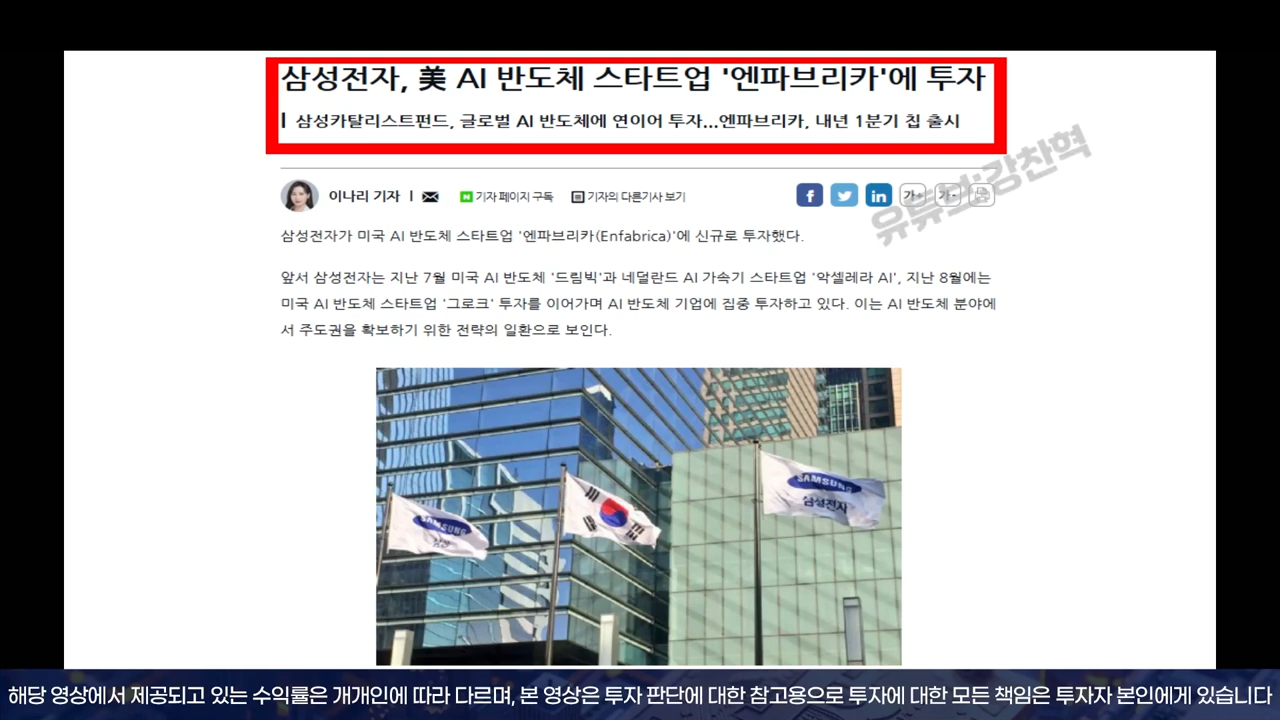 삼성전자, 美 AI 반도체 스타트업 '엔파브리카'에 투자
삼성카탈리스트펀드, 글로벌 AI 반도체에 연이어 투자...엔파브리카, 내년 1분기 칩 출시
이나리 기자 | N 기자 페이지 구독 기자의 다른기사 보기 f in 가+ 가-
유튜브:강찬혁
삼성전자가 미국 AI 반도체 스타트업 '엔파브리카(Enfabrica)'에 신규로 투자했다.
앞서 삼성전자는 지난 7월 미국 AI 반도체 '드림빅'과 네덜란드 AI 가속기 스타트업 '악셀레라 AI', 지난 8월에는
미국 AI 반도체 스타트업 '그로크' 투자를 이어가며 AI 반도체 기업에 집중 투자하고 있다. 이는 AI 반도체 분야에
서 주도권을 확보하기 위한 전략의 일환으로 보인다.
SAMSUNG
삼성
SAMSUNG
삼성전자
해당 영상에서 제공되고 있는 수익률은 개개인에 따라 다르며, 본 영상은 투자 판단에 대한 참고용으로 투자에 대한 모든 책임은 투자자 본인에게 있습니다